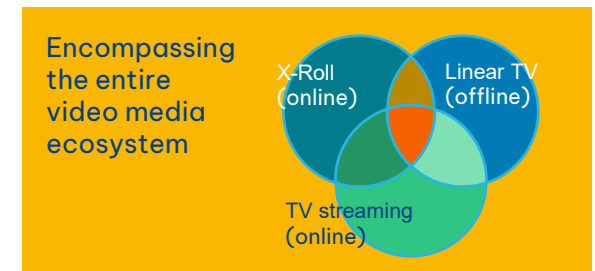 Encompassing
the entire
video media
ecosystem
X-Roll
(online)
Linear TV
(offline)
TV streaming
(online)